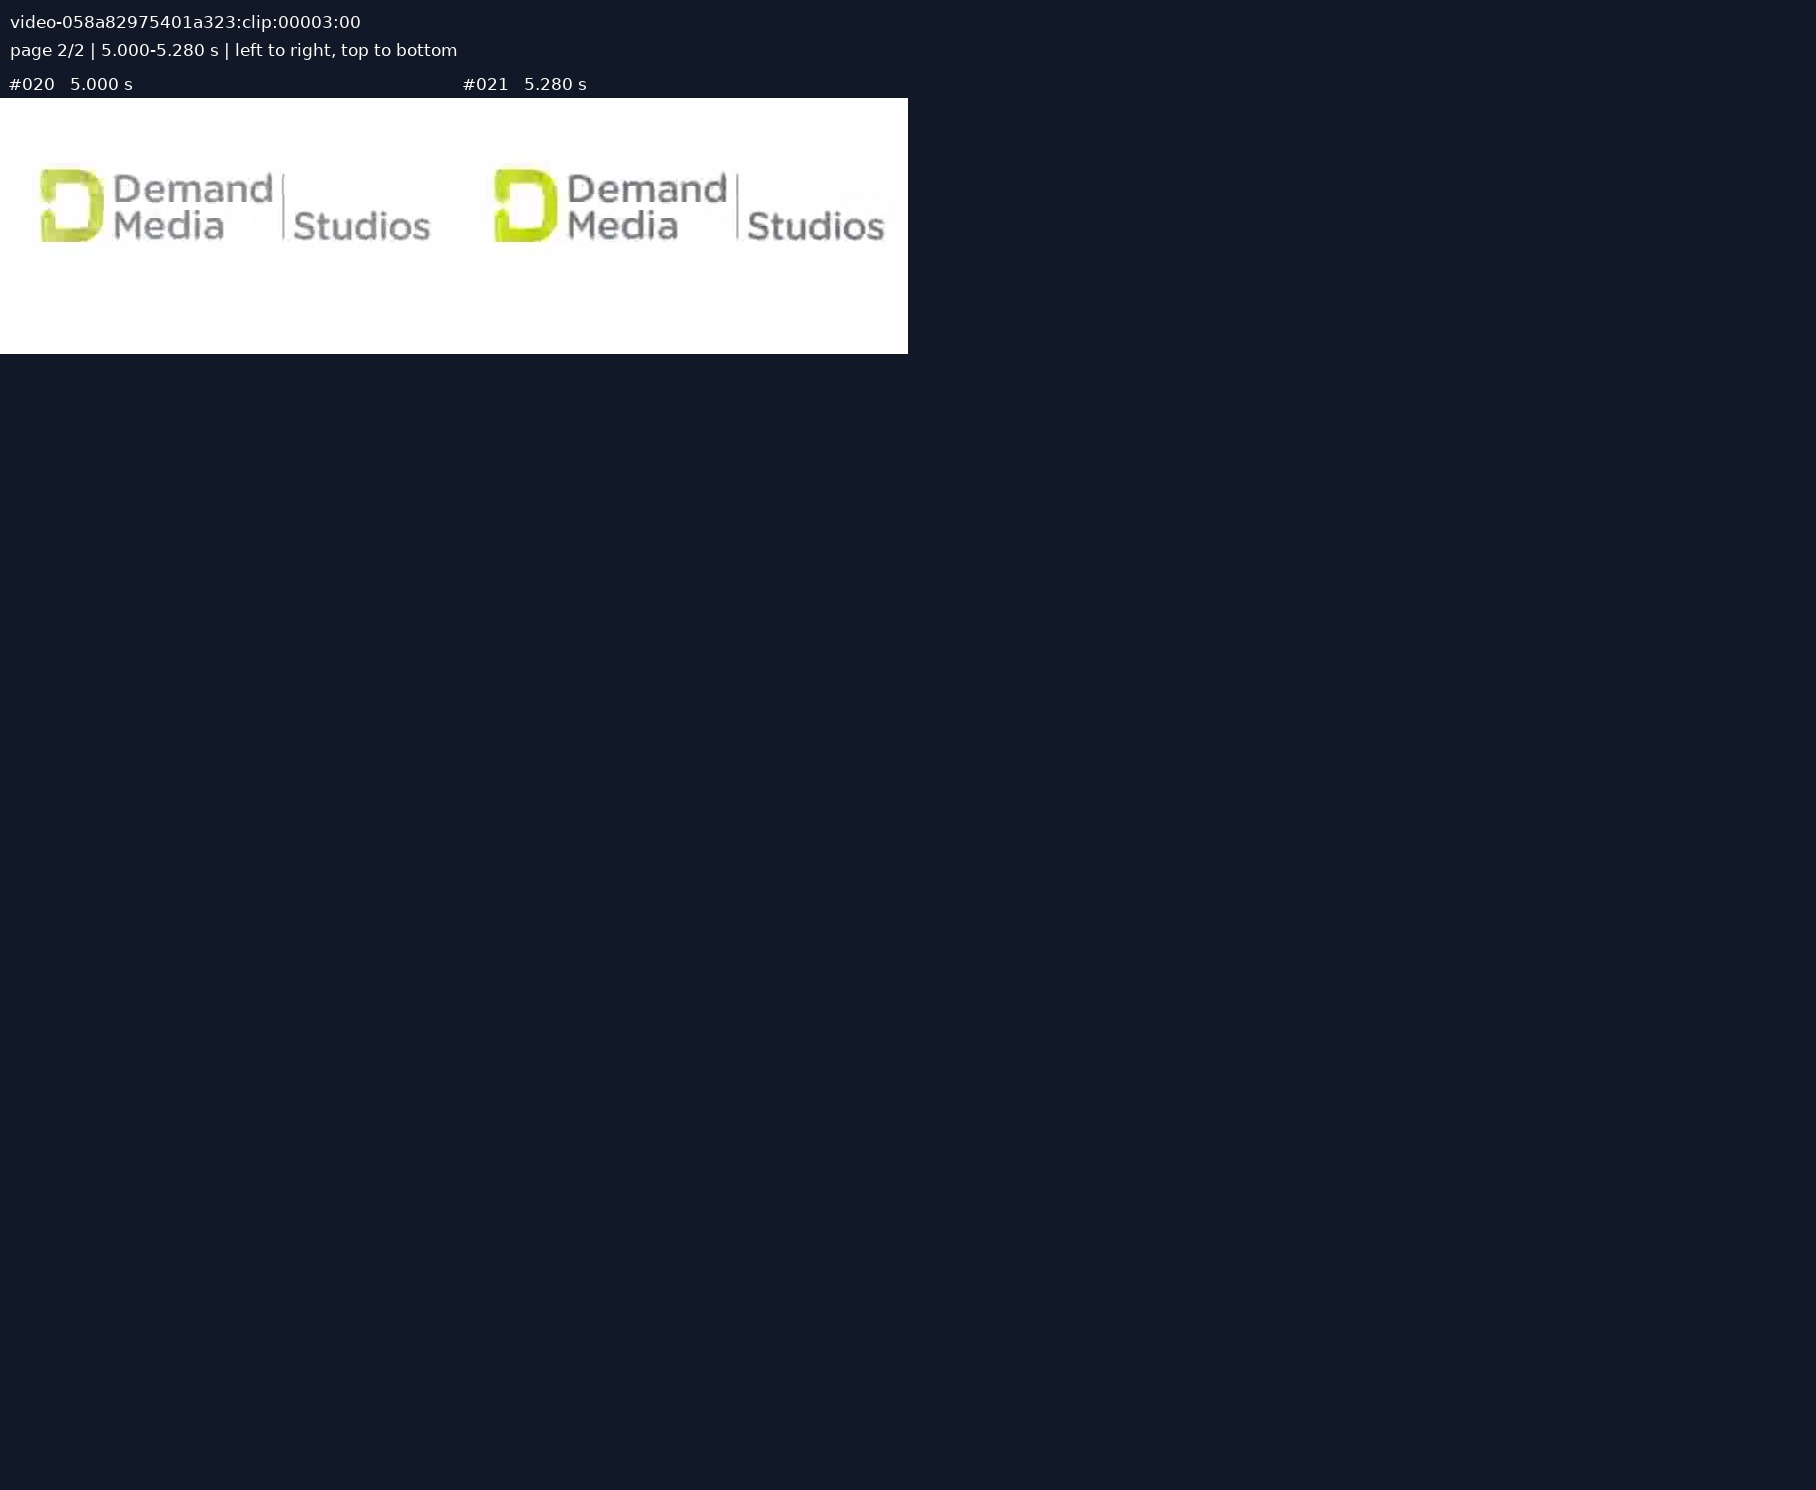 video-058a82975401a323:clip:00003:00
page 2/2 | 5.000-5.280 s | left to right, top to bottom
#020 5.000 s
#021 5.280 s
Demand
Media
Studios
Demand
Media
Studios